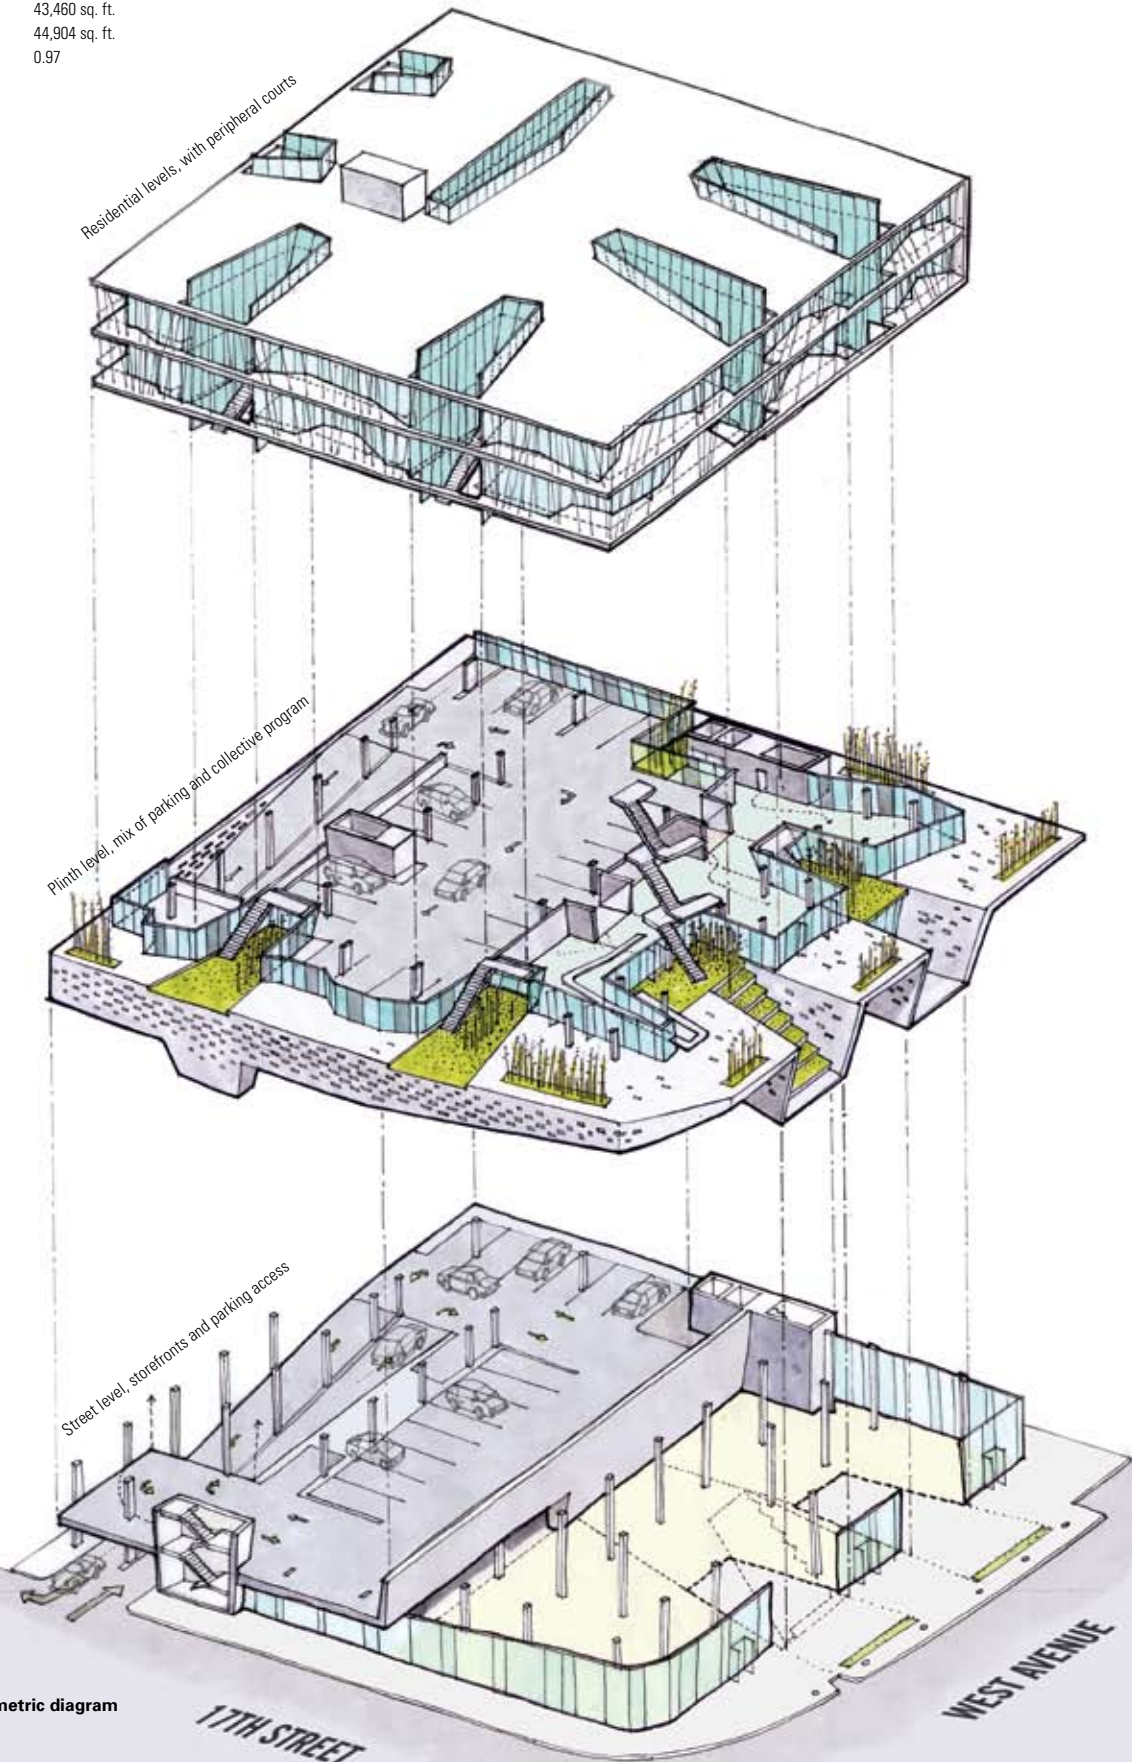 43,460 sq. ft.
44,904 sq. ft.
0.97
Residential levels, with peripheral courts
Plinth level, mix of parking and collective program
Street level, storefronts and parking access
metric diagram
17TH STREET
WEST AVENUE